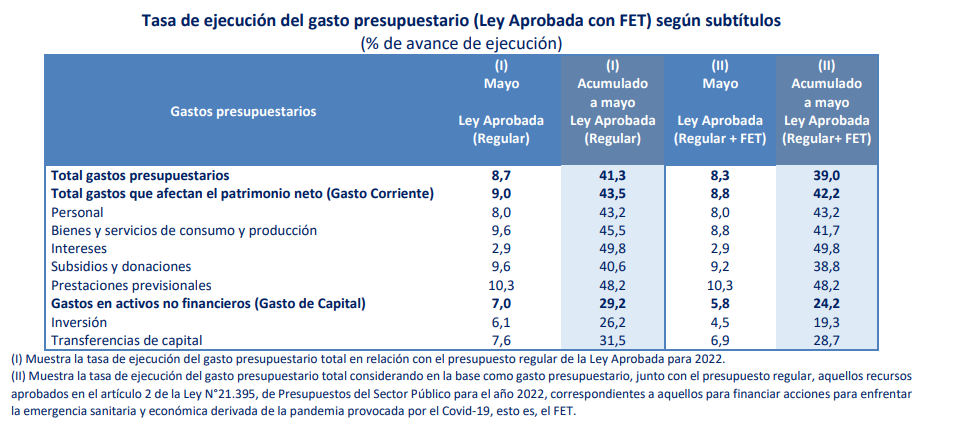 Tasa de ejecución del gasto presupuestario (Ley Aprobada con FET) según subtítulos
(% de avance de ejecución)
Gastos presupuestarios
(I) Mayo Ley Aprobada (Regular)
(I) Acumulado a mayo Ley Aprobada (Regular)
(II) Mayo Ley Aprobada (Regular + FET)
(II) Acumulado a mayo Ley Aprobada (Regular+ FET)
Total gastos presupuestarios 8,7 41,3 8,3 39,0
Total gastos que afectan el patrimonio neto (Gasto Corriente) 9,0 43,5 8,8 42,2
Personal 8,0 43,2 8,0 43,2
Bienes y servicios de consumo y producción 9,6 45,5 8,8 41,7
Intereses 2,9 49,8 2,9 49,8
Subsidios y donaciones 9,6 40,6 9,2 38,8
Prestaciones previsionales 10,3 48,2 10,3 48,2
Gastos en activos no financieros (Gasto de Capital) 7,0 29,2 5,8 24,2
Inversión 6,1 26,2 4,5 19,3
Transferencias de capital 7,6 31,5 6,9 28,7
(I) Muestra la tasa de ejecución del gasto presupuestario total en relación con el presupuesto regular de la Ley Aprobada para 2022.
(II) Muestra la tasa de ejecución del gasto presupuestario total considerando en la base como gasto presupuestario, junto con el presupuesto regular, aquellos recursos
aprobados en el artículo 2 de la Ley N°21.395, de Presupuestos del Sector Público para el año 2022, correspondientes a aquellos para financiar acciones para enfrentar
la emergencia sanitaria y económica derivada de la pandemia provocada por el Covid-19, esto es, el FET.